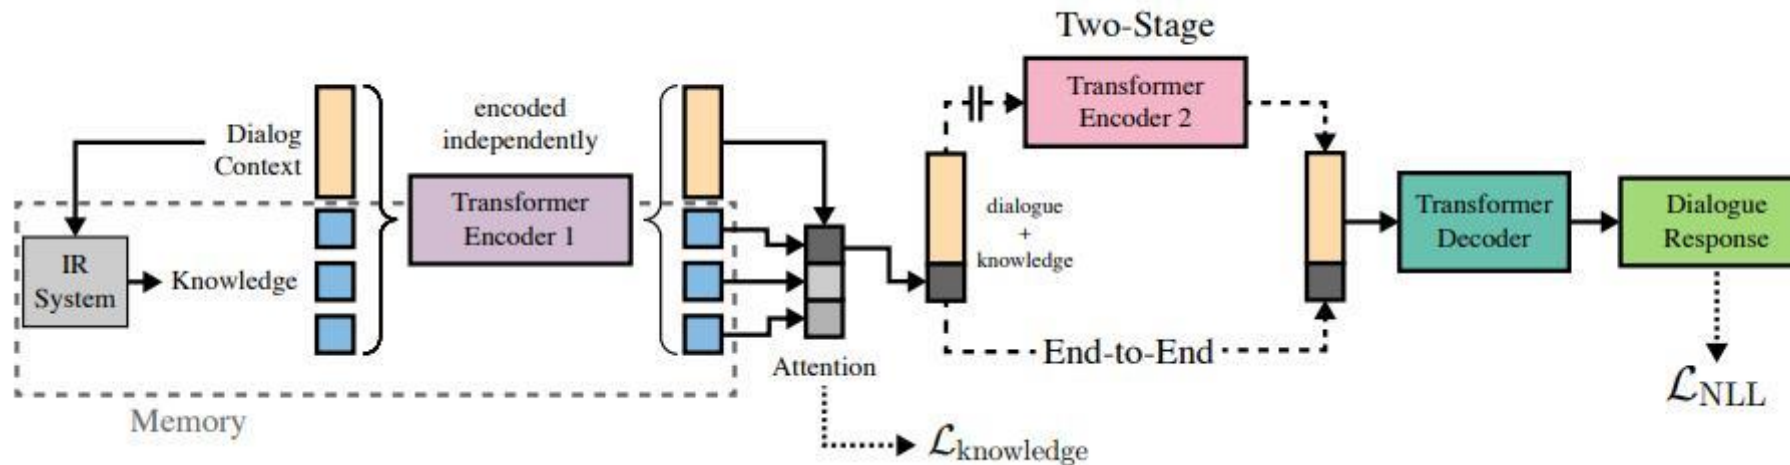 Two-Stage
Transformer
Encoder 2
encoded
independently
Dialog
Context
Transformer
Encoder 1
dialogue
+
knowledge
Transformer
Decoder
Dialogue
Response
IR
System
Knowledge
End-to-End
Attention
Memory
ℒknowledge
ℒNLL